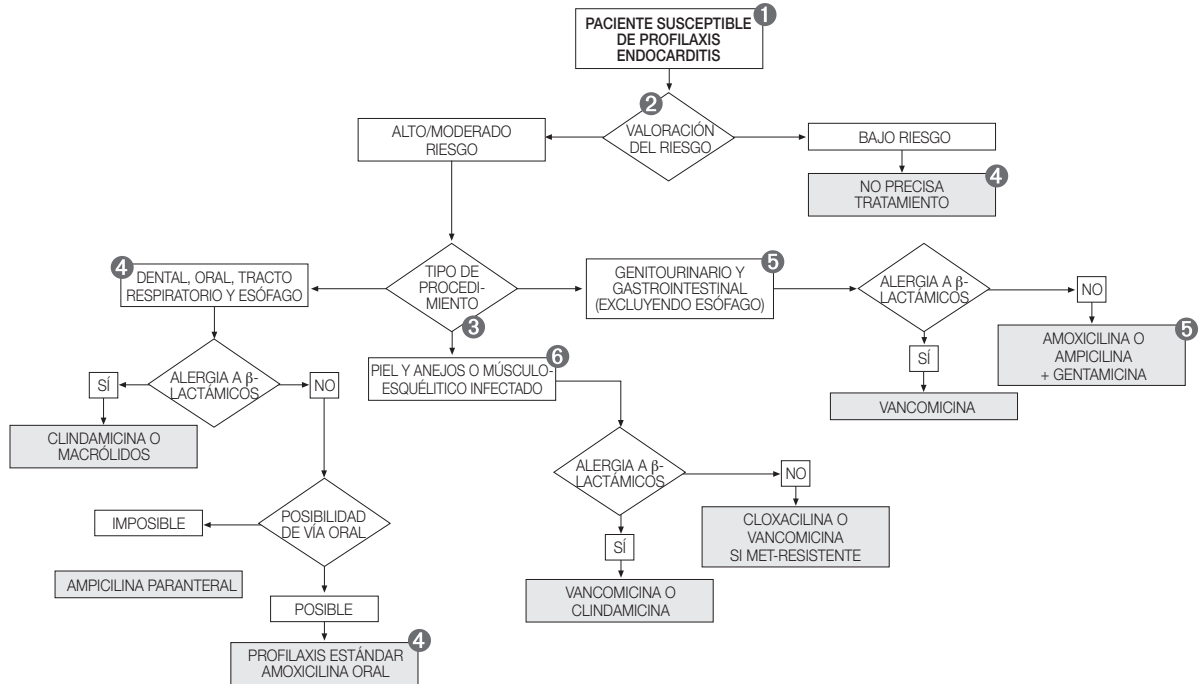 1
PACIENTE SUSCEPTIBLE
DE PROFILAXIS
ENDOCARDITIS
2
VALORACIÓN
DEL RIESGO
ALTO/MODERADO
RIESGO
BAJO RIESGO
4
NO PRECISA
TRATAMIENTO
4
DENTAL, ORAL, TRACTO
RESPIRATORIO Y ESÓFAGO
TIPO DE
PROCEDI-
MIENTO
3
GENITOURINARIO Y
GASTROINTESTINAL
(EXCLUYENDO ESÓFAGO)
5
ALERGIA A β-
LACTÁMICOS
NO
AMOXICILINA O
AMPICILINA
+ GENTAMICINA
5
SÍ
VANCOMICINA
6
PIEL Y ANEJOS O MÚSCULO-
ESQUÉLITICO INFECTADO
SÍ
ALERGIA A β-
LACTÁMICOS
NO
CLINDAMICINA O
MACRÓLIDOS
ALERGIA A β-
LACTÁMICOS
NO
CLOXACILINA O
VANCOMICINA
SI MET-RESISTENTE
SÍ
VANCOMICINA O
CLINDAMICINA
IMPOSIBLE
POSIBILIDAD
DE VÍA ORAL
AMPICILINA PARANTERAL
POSIBLE
4
PROFILAXIS ESTÁNDAR
AMOXICILINA ORAL